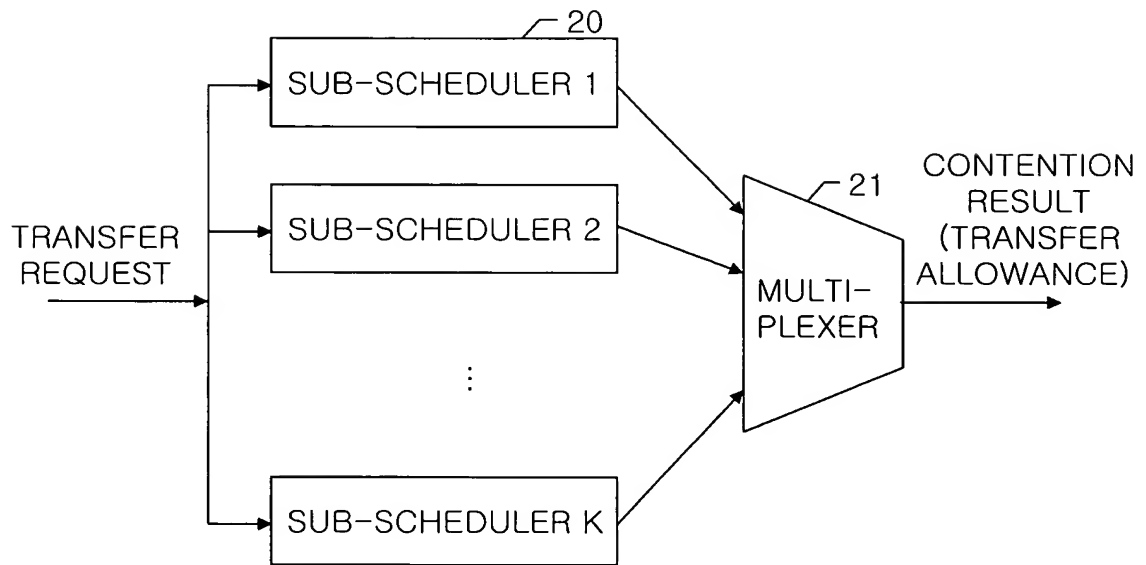 20
SUB-SCHEDULER 1
SUB-SCHEDULER 2
SUB-SCHEDULER K
TRANSFER
REQUEST
21
MULTI-
PLEXER
CONTENTION
RESULT
(TRANSFER
ALLOWANCE)